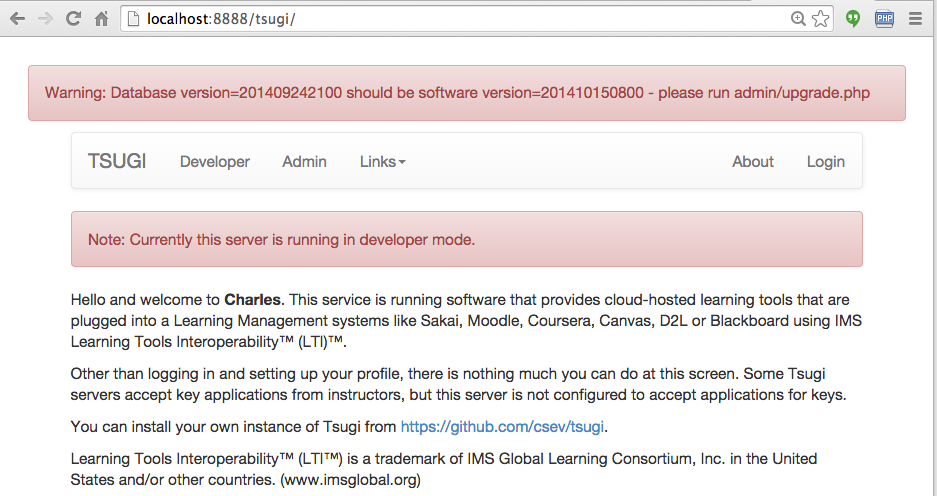 localhost:8888/tsugi/
PHP
Warning: Database version=201409242100 should be software version=201410150800 - please run admin/upgrade.php
TSUGI Developer Admin Links About Login
Note: Currently this server is running in developer mode.
Hello and welcome to Charles. This service is running software that provides cloud-hosted learning tools that are
plugged into a Learning Management systems like Sakai, Moodle, Coursera, Canvas, D2L or Blackboard using IMS
Learning Tools Interoperability™ (LTI)™.
Other than logging in and setting up your profile, there is nothing much you can do at this screen. Some Tsugi
servers accept key applications from instructors, but this server is not configured to accept applications for keys.
You can install your own instance of Tsugi from https://github.com/csev/tsugi.
Learning Tools Interoperability™ (LTI™) is a trademark of IMS Global Learning Consortium, Inc. in the United
States and/or other countries. (www.imsglobal.org)